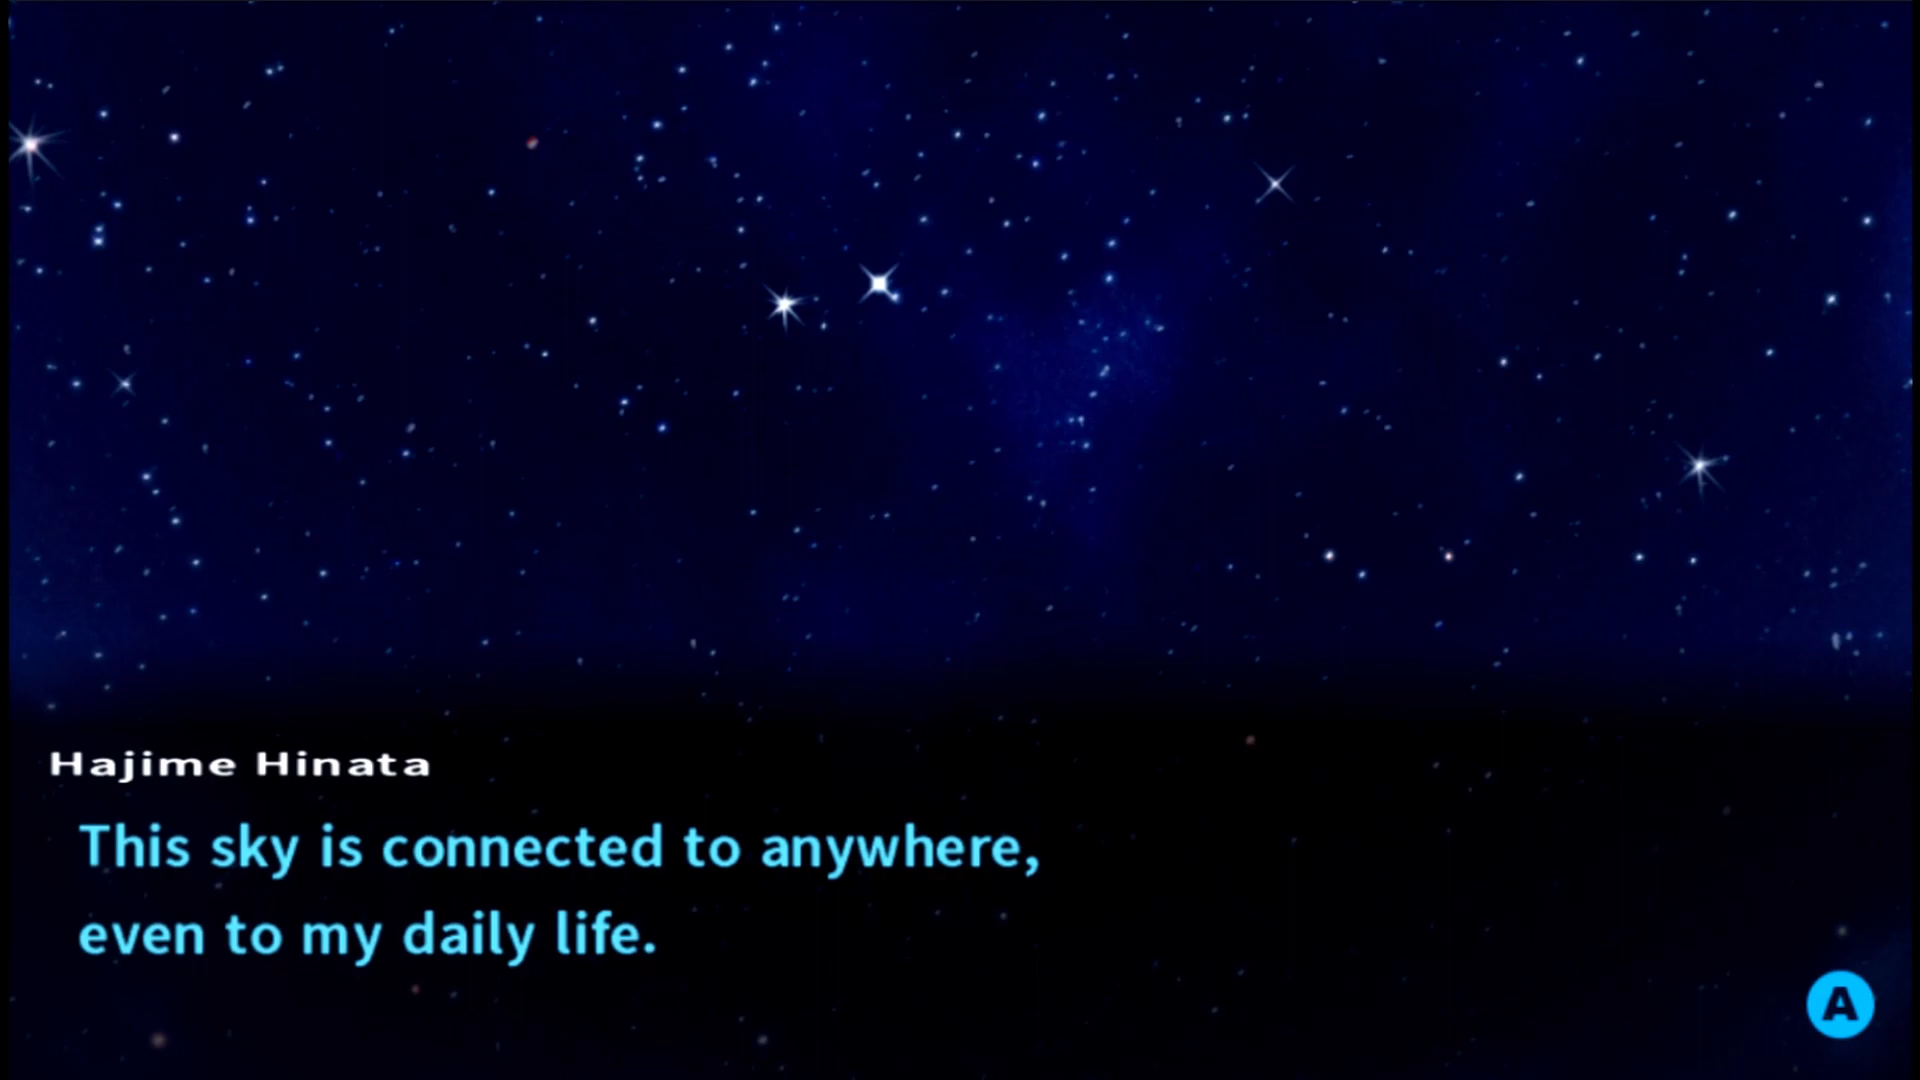 Hajime Hinata
This sky is connected to anywhere,
even to my daily life.
A